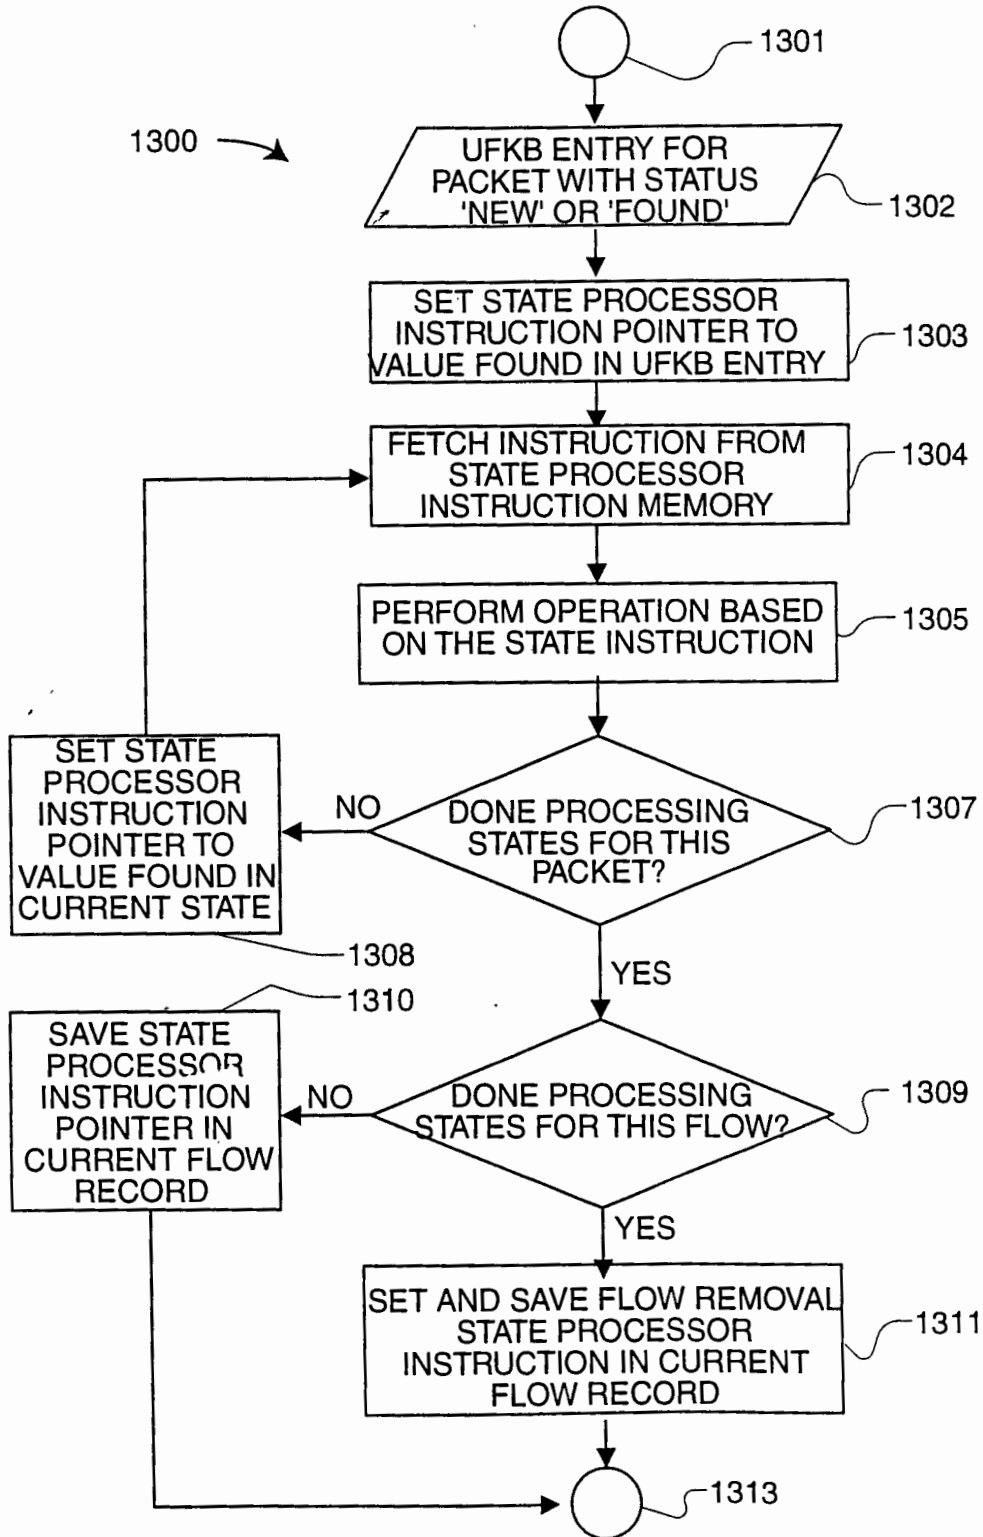 1301
1300
UFKB ENTRY FOR
PACKET WITH STATUS
'NEW' OR 'FOUND'
1302
SET STATE PROCESSOR
INSTRUCTION POINTER TO
VALUE FOUND IN UFKB ENTRY
1303
FETCH INSTRUCTION FROM
STATE PROCESSOR
INSTRUCTION MEMORY
1304
PERFORM OPERATION BASED
ON THE STATE INSTRUCTION
1305
DONE PROCESSING
STATES FOR THIS
PACKET?
1307
NO
SET STATE
PROCESSOR
INSTRUCTION
POINTER TO
VALUE FOUND IN
CURRENT STATE
1308
YES
DONE PROCESSING
STATES FOR THIS FLOW?
1309
NO
1310
SAVE STATE
PROCESSOR
INSTRUCTION
POINTER IN
CURRENT FLOW
RECORD
YES
SET AND SAVE FLOW REMOVAL
STATE PROCESSOR
INSTRUCTION IN CURRENT
FLOW RECORD
1311
1313